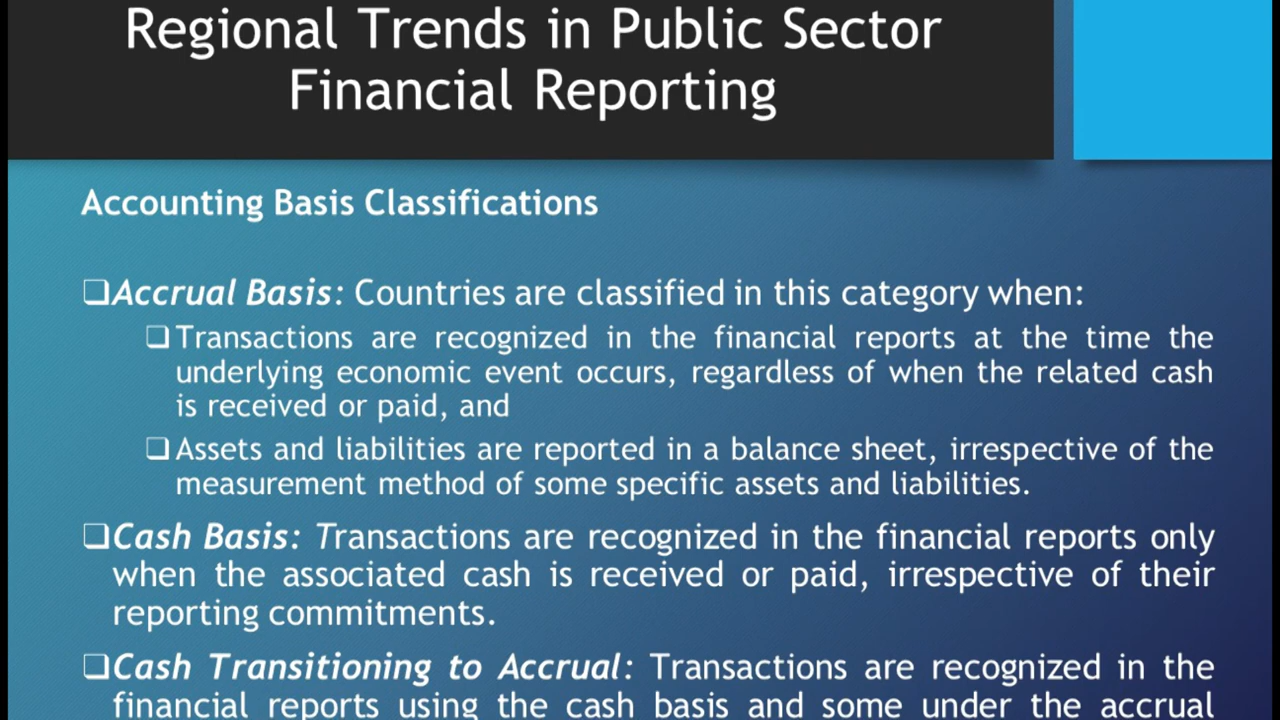 Regional Trends in Public Sector
Financial Reporting
Accounting Basis Classifications
❑Accrual Basis: Countries are classified in this category when:
❑Transactions are recognized in the financial reports at the time the
underlying economic event occurs, regardless of when the related cash
is received or paid, and
❑Assets and liabilities are reported in a balance sheet, irrespective of the
measurement method of some specific assets and liabilities.
❑Cash Basis: Transactions are recognized in the financial reports only
when the associated cash is received or paid, irrespective of their
reporting commitments.
❑Cash Transitioning to Accrual: Transactions are recognized in the
financial reports using the cash basis and some under the accrual